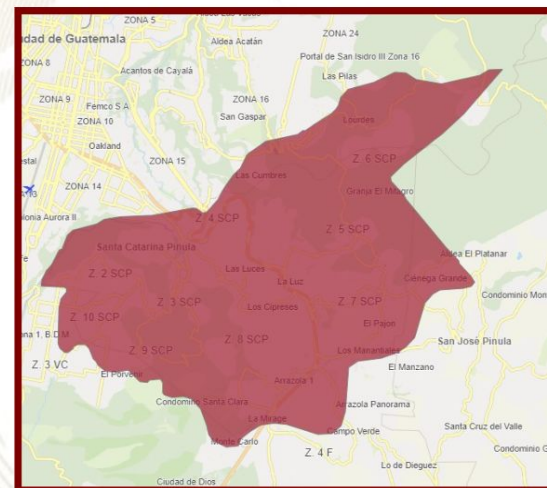 ZONA 5
Aldea Acatán
ZONA 24
dad de Guatemala
Portal de San Isidro III Zona 16
ZONA 8
Acantos de Cayalá
Las Pilas
ZONA 9
ZONA 16
Femco S A
San Gaspar
Lourdes
ZONA 10
Oakland
ZONA 15
Z. 6 SCP
Las Cumbres
ZONA 14
Granja El Milagro
onia Aurora II
Z. 4 SCP
Z. 5 SCP
Santa Catarina Pinula
Aldea El Platanar
Z. 2 SCP
Las Luces
La Luz
Ciénega Grande
Condominio Mon
Z. 3 SCP
Los Cipreses
Z. 7 SCP
Z. 10 SCP
El Pajon
ona 1, B.D.M.
Z. 8 SCP
San José Pinula
Z. 9 SCP
Los Manantiales
Z. 3 VC
El Porvenir
El Manzano
Arrazola 1
Condominio Santa Clara
Arrazola Panorama
La Mirage
Santa Cruz del Valle
Monte Carlo
Campo Verde
Z. 4 F
Condominio G
Lo de Dieguez
Ciudad de Dios